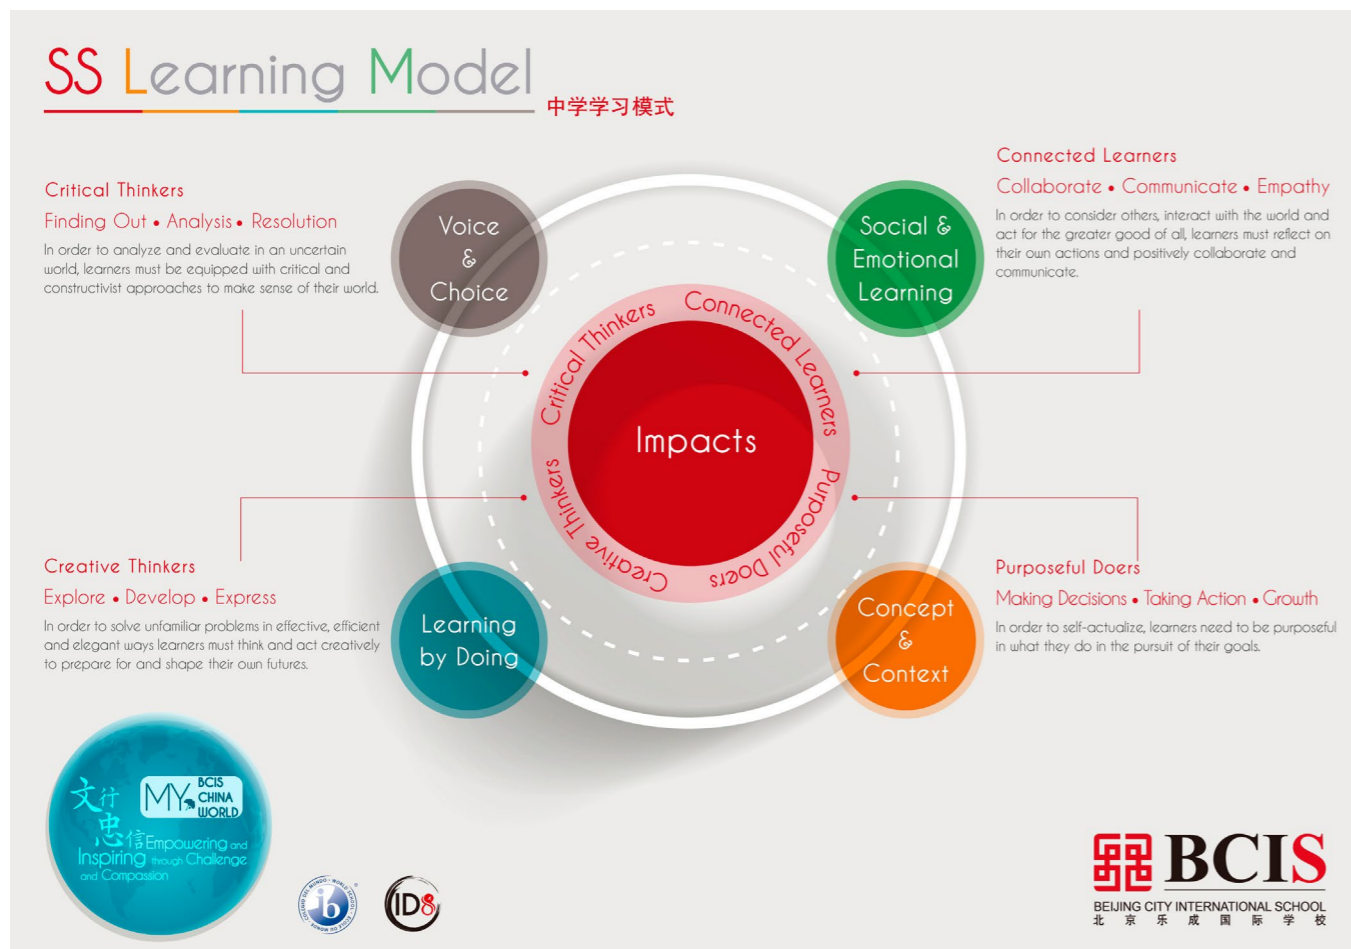 SS Learning Model
中学学习模式
Critical Thinkers
Finding Out • Analysis • Resolution
In order to analyze and evaluate in an uncertain
world, learners must be equipped with critical and
constructivist approaches to make sense of their world.
Connected Learners
Collaborate • Communicate • Empathy
In order to consider others, interact with the world and
act for the greater good of all, learners must reflect on
their own actions and positively collaborate and
communicate.
Voice
&
Choice
Social &
Emotional
Learning
Critical Thinkers
Connected Learners
Impacts
Creative Thinkers
Purposeful Doers
Creative Thinkers
Explore • Develop • Express
In order to solve unfamiliar problems in effective, efficient
and elegant ways learners must think and act creatively
to prepare for and shape their own futures.
Learning
by Doing
Concept
&
Context
Purposeful Doers
Making Decisions • Taking Action • Growth
In order to self-actualize, learners need to be purposeful
in what they do in the pursuit of their goals.
文行
忠信
MY
BCIS
CHINA
WORLD
Empowering and
Inspiring through Challenge
and Compassion
ib
ID8
BCIS
BEIJING CITY INTERNATIONAL SCHOOL
北京乐成国际学校